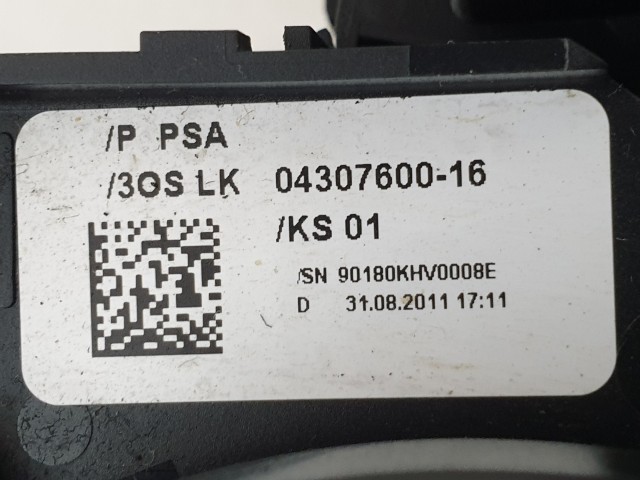 /P PSA
/3OS LK 04307600-16
/KS 01
/SN 90180KHV0008E
D 31.08.2011 17:11